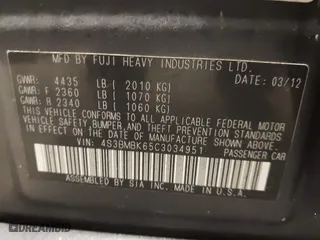 MFD BY FUJI HEAVY INDUSTRIES LTD.
DATE: 03/12
GVWR: 4435 LB ( 2010 KG)
GAWR: F 2360 LB ( 1070 KG)
GAWR: R 2340 LB ( 1060 KG)
THIS VEHICLE CONFORMS TO ALL APPLICABLE FEDERAL MOTOR
VEHICLE SAFETY, BUMPER, AND THEFT PREVENTION STANDARDS
IN EFFECT ON THE DATE OF MANUFACTURE SHOWN ABOVE.
VIN: 4S3BMBK65C3034951
PASSENGER CAR
ASSEMBLED BY SIA INC. MADE IN U.S.A.
© DREAMBID